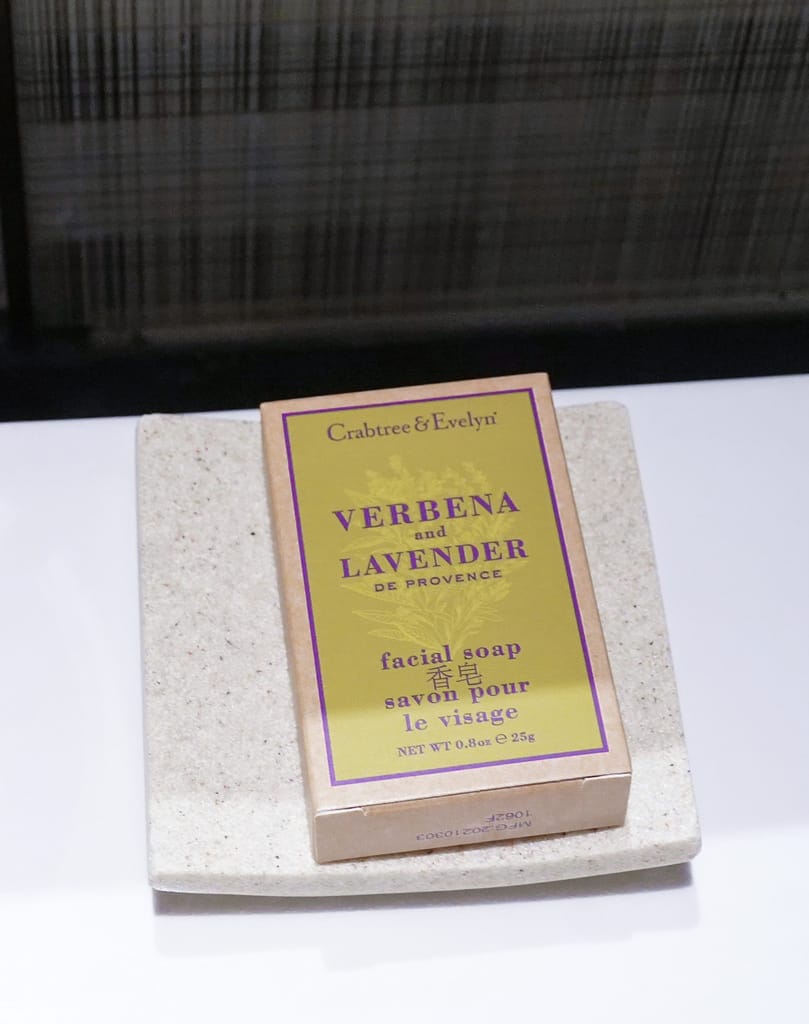 Crabtree & Evelyn®
VERBENA
and
LAVENDER
DE PROVENCE
facial soap
香皂
savon pour
le visage
NET WT 0.8oz ℮ 25g
MFG.20210303
1062F